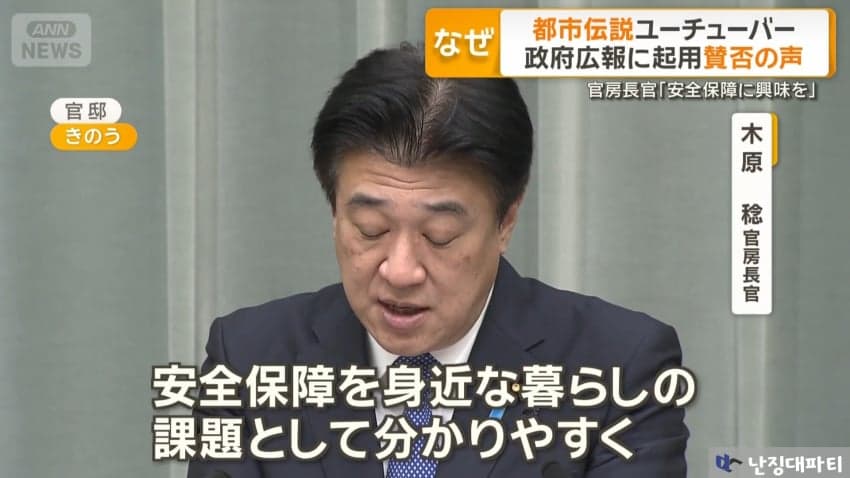 ANN
NEWS
なぜ
都市伝説ユーチューバー
政府広報に起用賛否の声
官房長官「安全保障に興味を」
官邸
きのう
木原 稔 官房長官
安全保障を身近な暮らしの
課題として分かりやすく
난징대파티